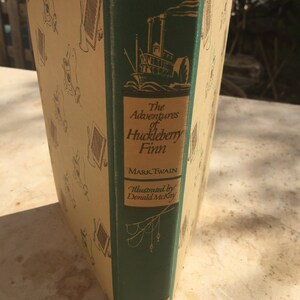 The
Adventures
of
Huckleberry
Finn
MARK TWAIN
Illustrated by
Donald McKay